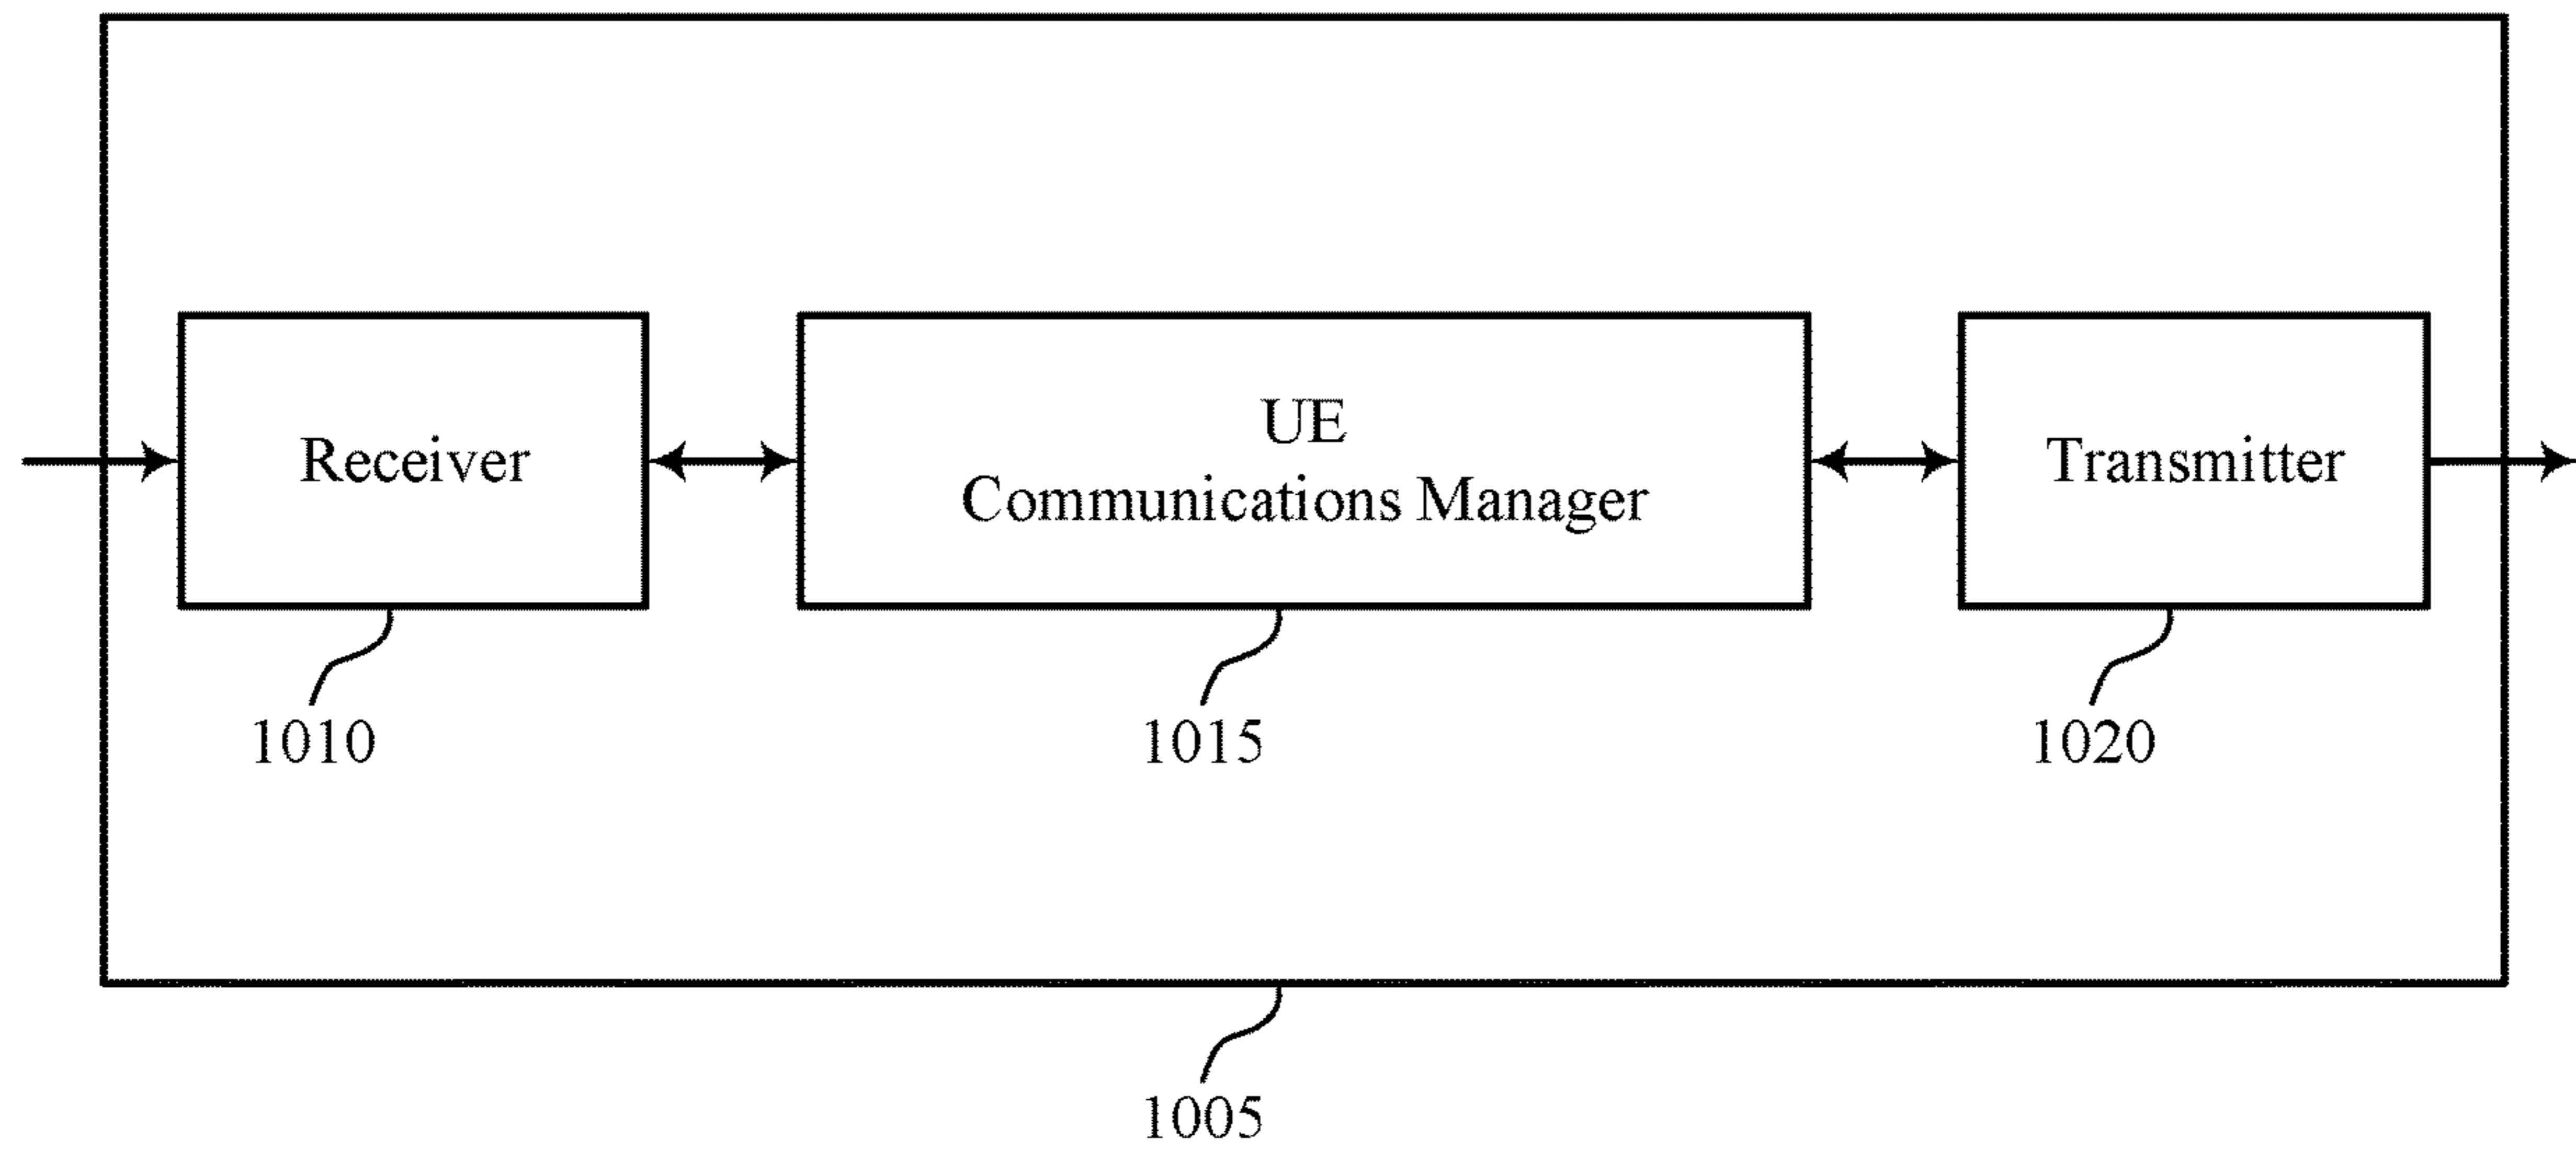 Receiver
UE
Communications Manager
Transmitter
1010
1015
1020
1005